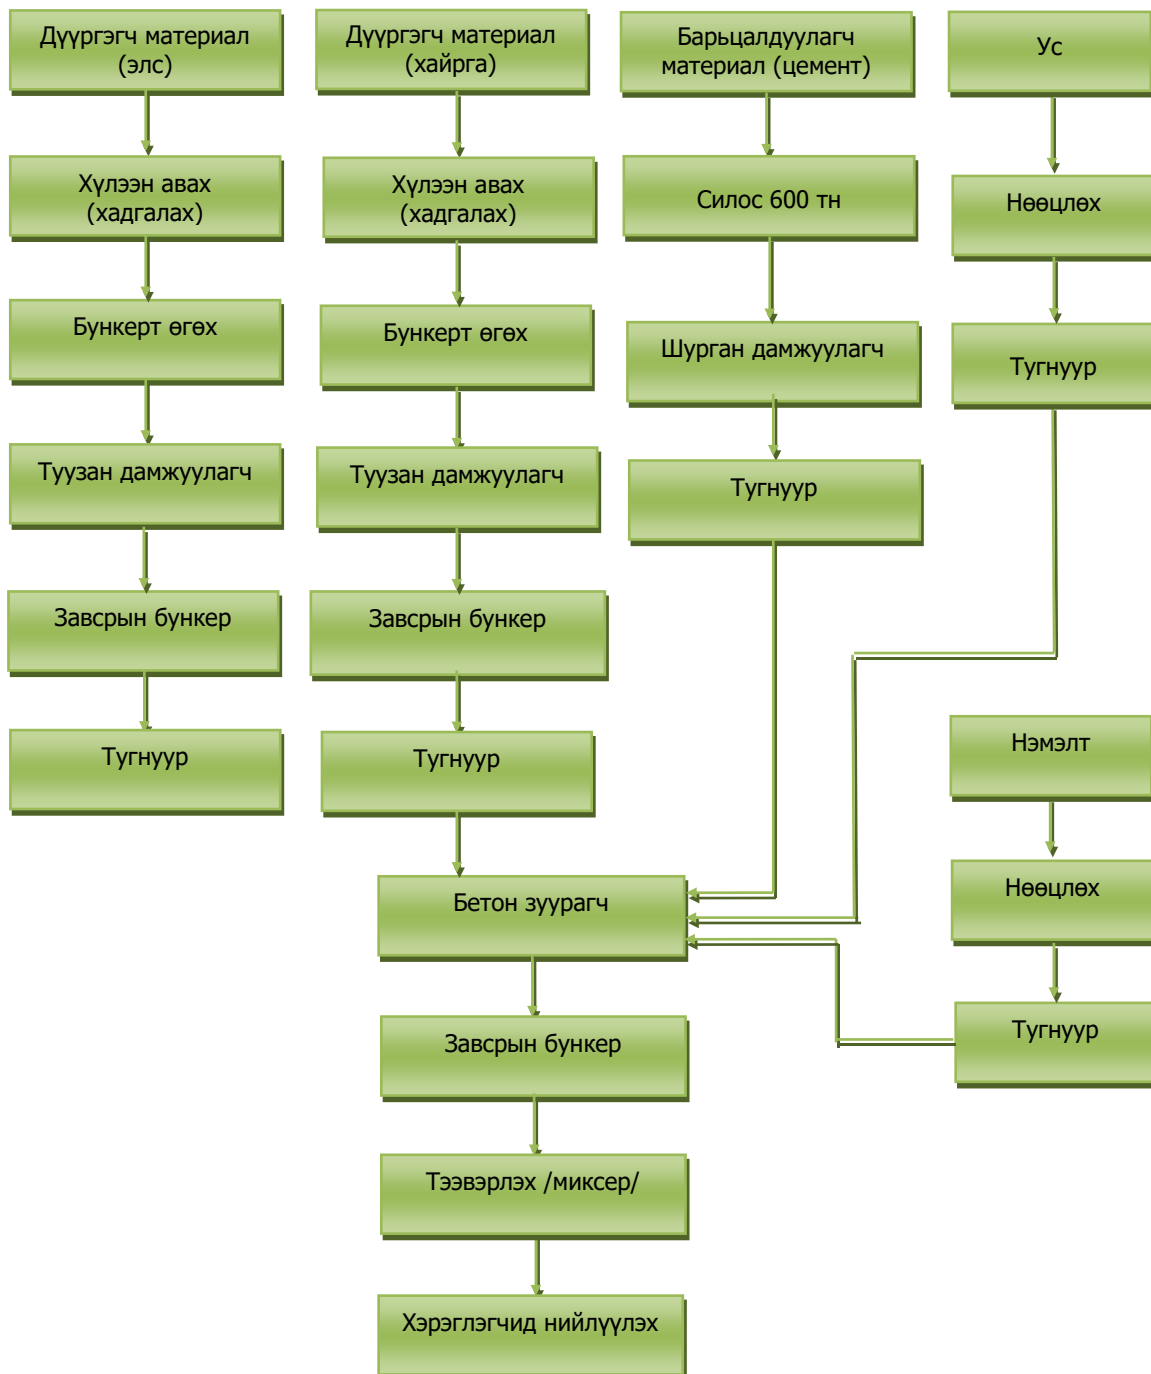 Дүүргэгч материал
(элс)
Хүлээн авах
(хадгалах)
Бункерт өгөх
Туузан дамжуулагч
Завсрын бункер
Тугнуур
Дүүргэгч материал
(хайрга)
Хүлээн авах
(хадгалах)
Бункерт өгөх
Туузан дамжуулагч
Завсрын бункер
Тугнуур
Барьцалдуулагч
материал (цемент)
Силос 600 тн
Шурган дамжуулагч
Тугнуур
Ус
Нөөцлөх
Тугнуур
Нэмэлт
Нөөцлөх
Тугнуур
Бетон зуурагч
Завсрын бункер
Тээвэрлэх /миксер/
Хэрэглэгчид нийлүүлэх